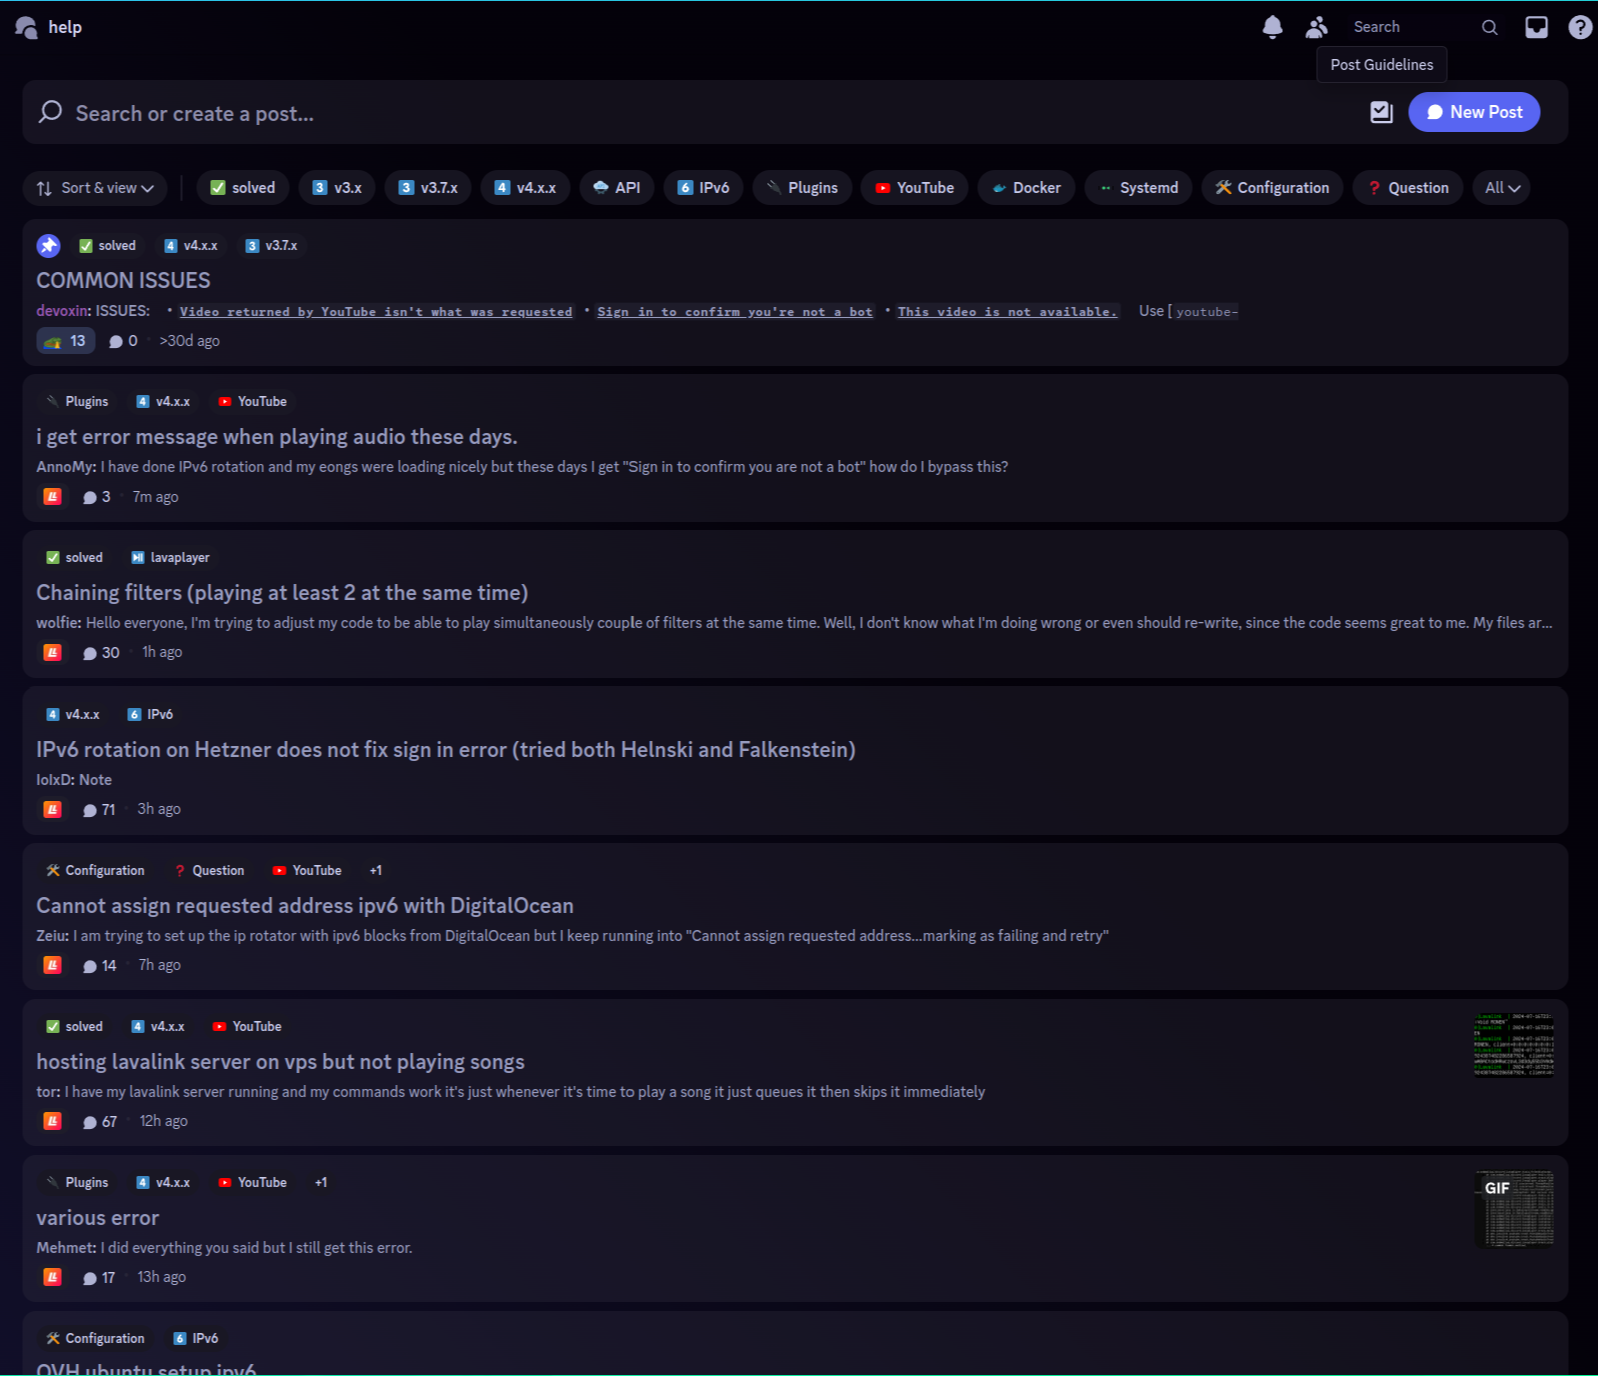 help
Search
Post Guidelines
Search or create a post...
New Post
Sort & view
solved
3 v3.x
3 v3.7.x
4 v4.x.x
API
6 IPv6
Plugins
YouTube
Docker
Systemd
Configuration
Question
All
solved 4 v4.x.x 3 v3.7.x
COMMON ISSUES
devoxin: ISSUES: • Video returned by YouTube isn't what was requested • Sign in to confirm you're not a bot • This video is not available. Use [ youtube-
13 0 · >30d ago
Plugins 4 v4.x.x YouTube
i get error message when playing audio these days.
AnnoMy: I have done IPv6 rotation and my eongs were loading nicely but these days I get "Sign in to confirm you are not a bot" how do I bypass this?
LL 3 · 7m ago
solved lavaplayer
Chaining filters (playing at least 2 at the same time)
wolfie: Hello everyone, I'm trying to adjust my code to be able to play simultaneously couple of filters at the same time. Well, I don't know what I'm doing wrong or even should re-write, since the code seems great to me. My files ar...
LL 30 · 1h ago
4 v4.x.x 6 IPv6
IPv6 rotation on Hetzner does not fix sign in error (tried both Helnski and Falkenstein)
lolxD: Note
LL 71 · 3h ago
Configuration Question YouTube +1
Cannot assign requested address ipv6 with DigitalOcean
Zeiu: I am trying to set up the ip rotator with ipv6 blocks from DigitalOcean but I keep running into "Cannot assign requested address...marking as failing and retry"
LL 14 · 7h ago
solved 4 v4.x.x YouTube
hosting lavalink server on vps but not playing songs
tor: I have my lavalink server running and my commands work it's just whenever it's time to play a song it just queues it then skips it immediately
LL 67 · 12h ago
Plugins 4 v4.x.x YouTube +1
GIF
various error
Mehmet: I did everything you said but I still get this error.
LL 17 · 13h ago
Configuration 6 IPv6
OVH ubuntu setup ipv6